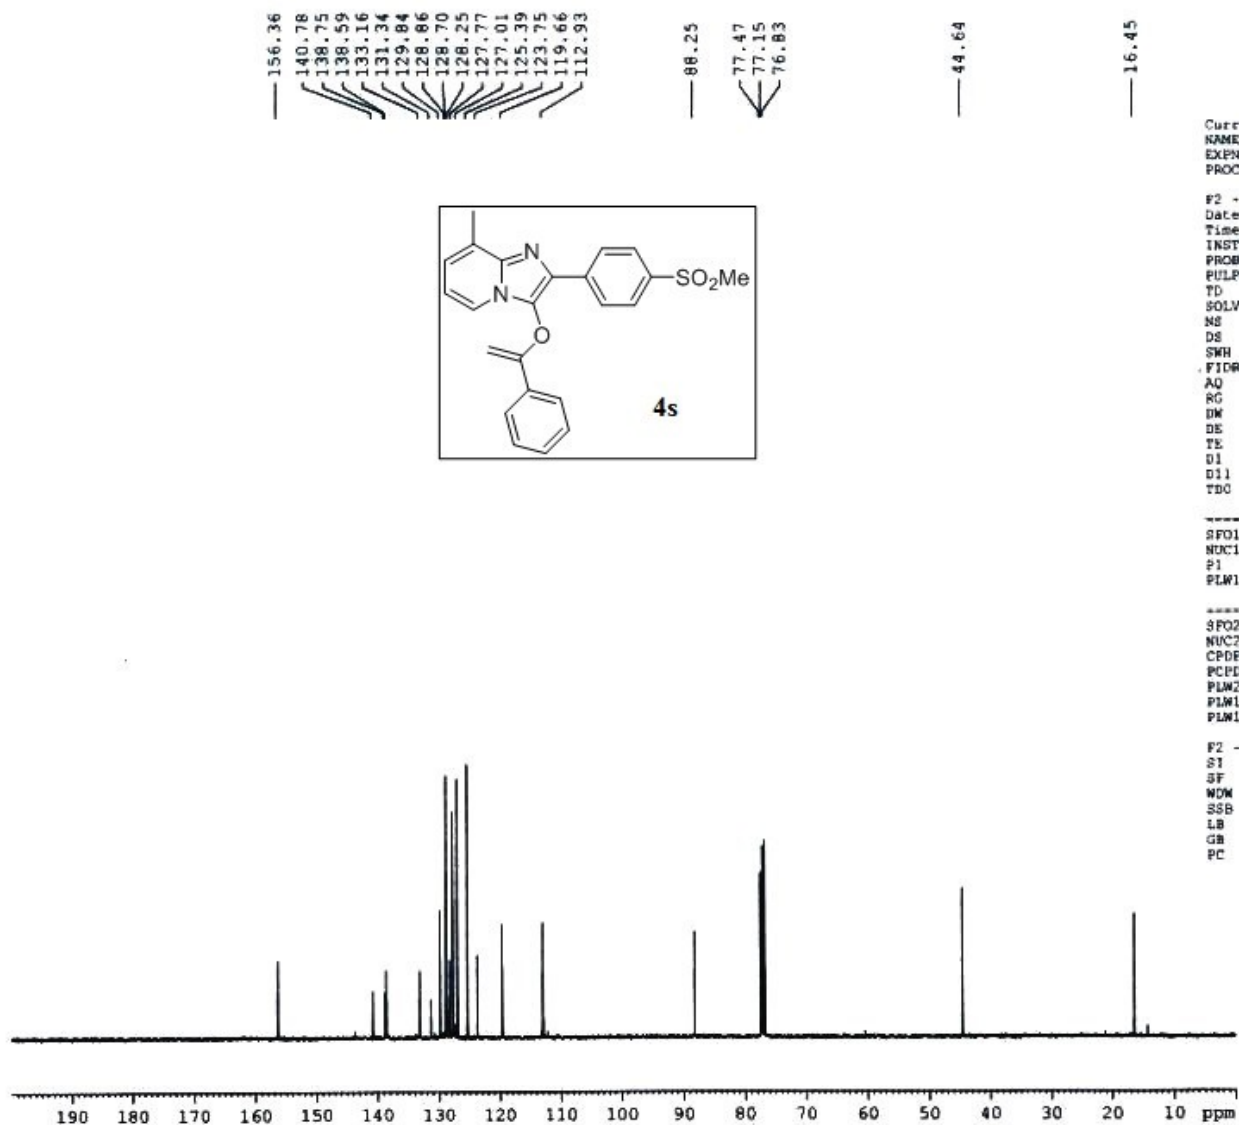 156.36
140.78
138.75
138.59
133.16
131.34
129.84
128.86
128.70
128.25
127.77
127.01
125.39
123.75
119.66
112.93
88.25
77.47
77.15
76.83
44.64
16.45
Curr
NAME
EXPN
PROC
F2 -
Date
Time
INST
PROB
PULP
TD
SOLV
NS
DS
SWH
FIDR
AQ
RG
DW
DE
TE
D1
D11
TD0
SFO1
NUC1
P1
PLW1
SFO2
NUC2
CPDP
PCPD
PLW2
PLW1
PLW1
F2 -
SI
SF
WDW
SSB
LB
GB
PC
N
N
SO2Me
O
4s
190 180 170 160 150 140 130 120 110 100 90 80 70 60 50 40 30 20 10 ppm